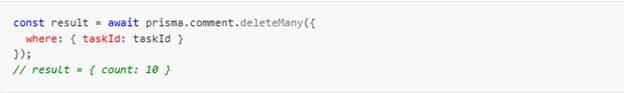 const result = await prisma.comment.deleteMany({
  where: { taskId: taskId }
});
// result = { count: 10 }